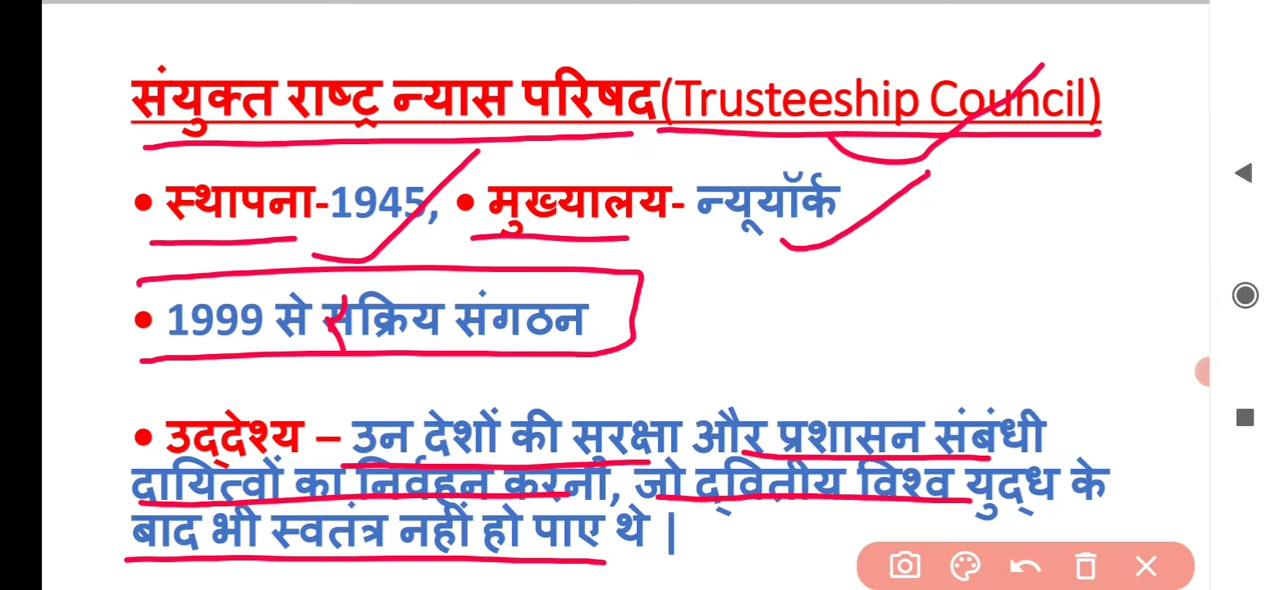 संयुक्त राष्ट्र न्यास परिषद(Trusteeship Council)
• स्थापना-1945, • मुख्यालय- न्यूयॉर्क
• 1999 से सक्रिय संगठन
• उद्देश्य – उन देशों की सुरक्षा और प्रशासन संबंधी
दायित्वों का निर्वहन करना, जो द्वितीय विश्व युद्ध के
बाद भी स्वतंत्र नहीं हो पाए थे |